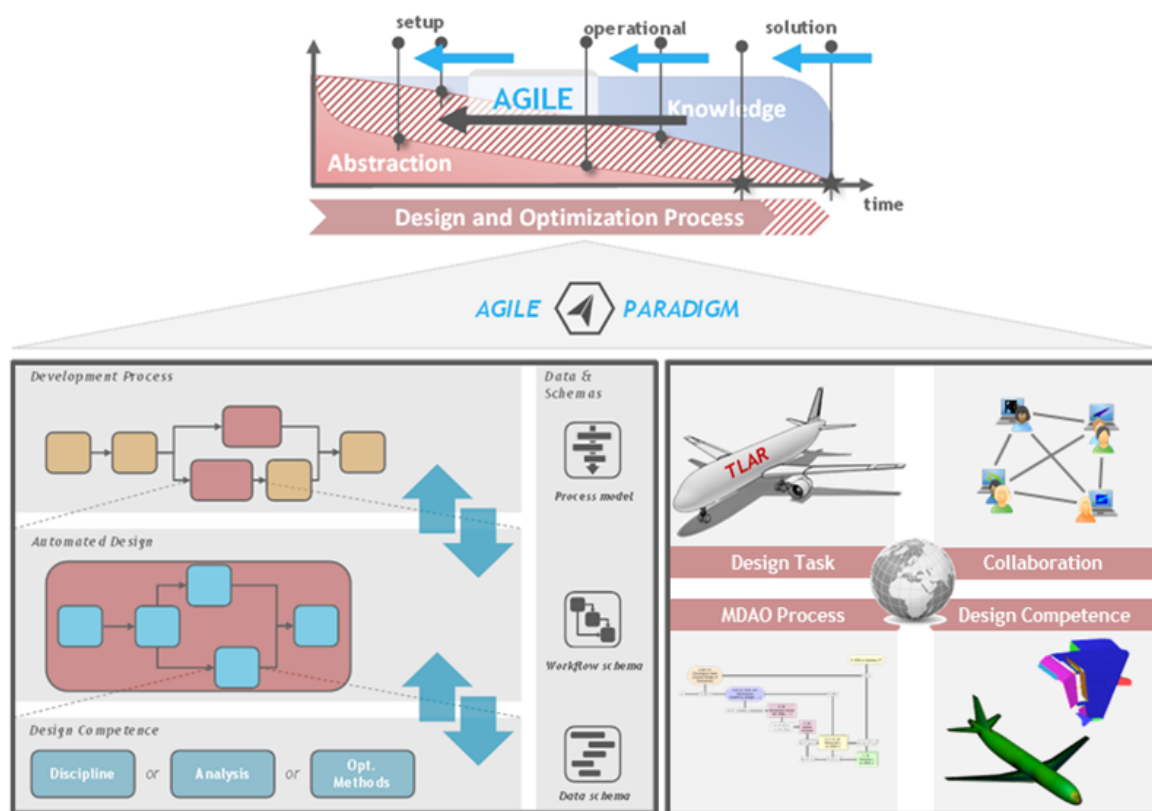 setup
operational
solution
AGILE
Knowledge
Abstraction
time
Design and Optimization Process
AGILE
PARADIGM
Development Process
Data &
Schemas
Process model
Automated Design
Workflow schema
Design Competence
Discipline
or
Analysis
or
Opt.
Methods
Data schema
TLAR
Design Task
Collaboration
MDAO Process
Design Competence